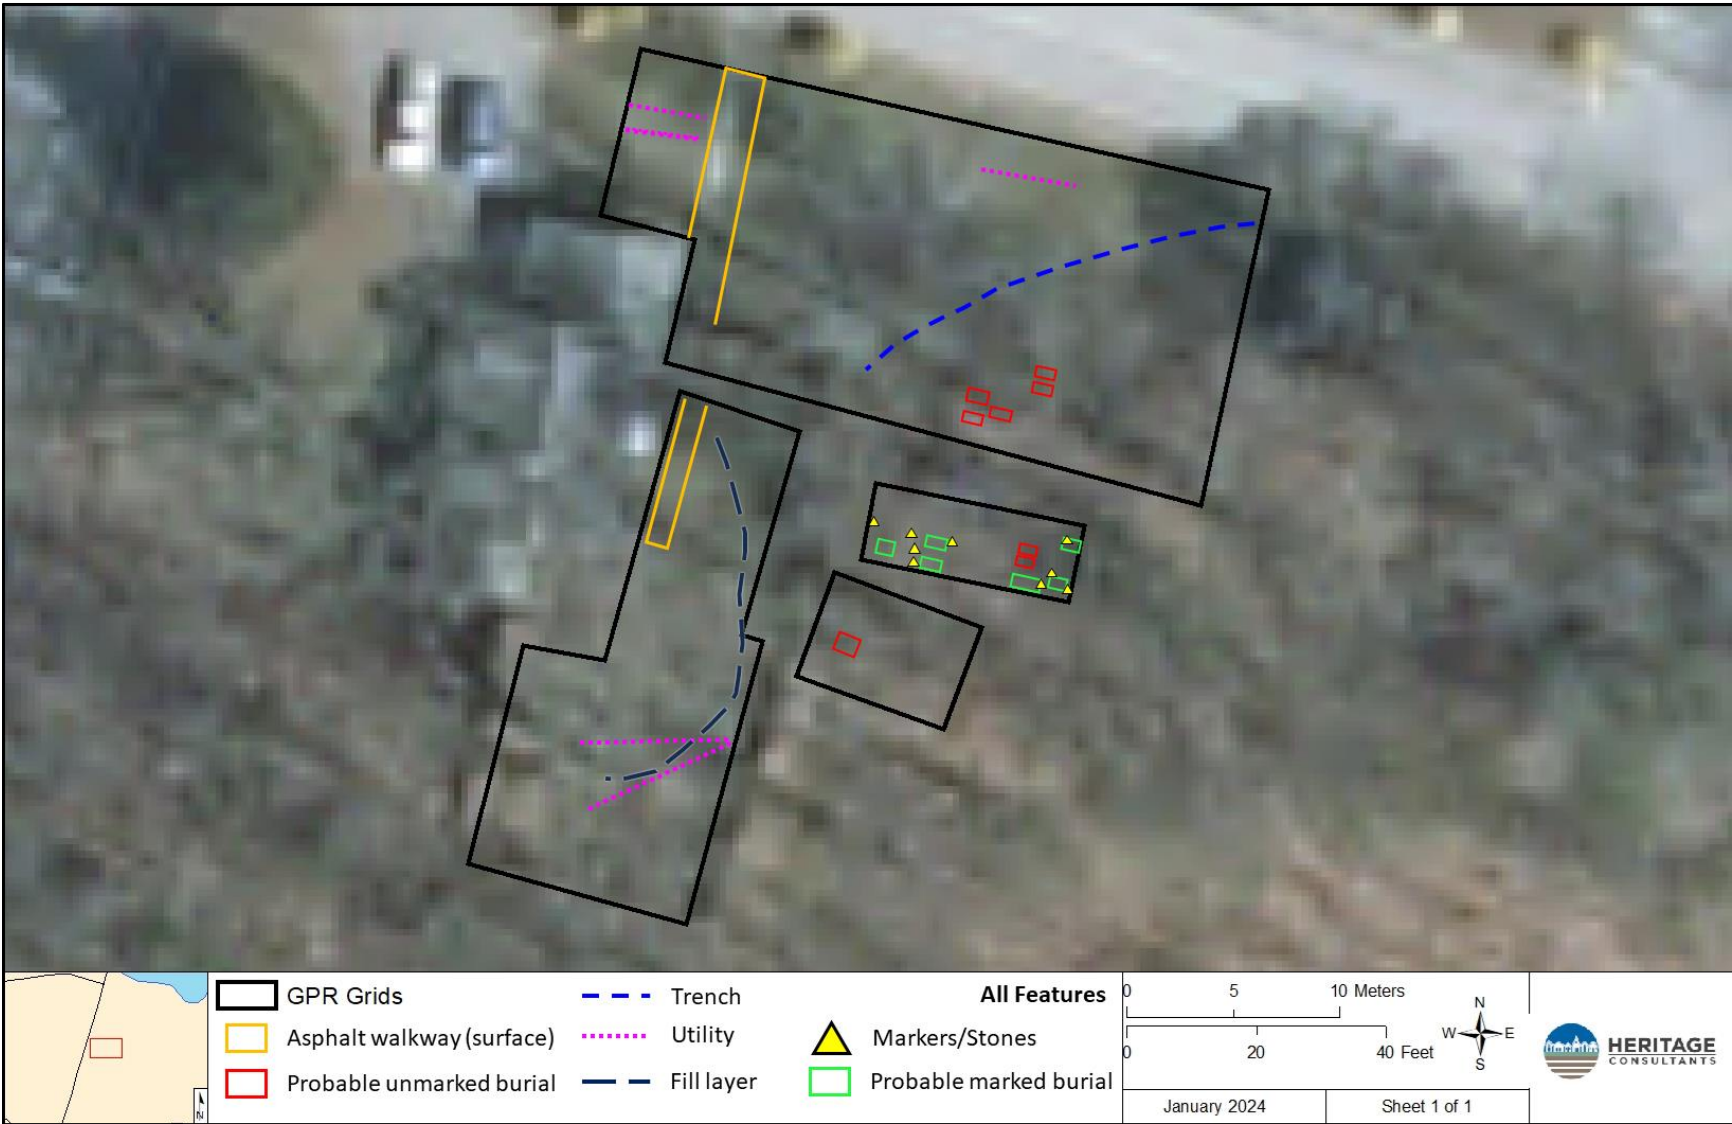 GPR Grids
Asphalt walkway (surface)
Probable unmarked burial
Trench
Utility
Fill layer
All Features
Markers/Stones
Probable marked burial
0 5 10 Meters
0 20 40 Feet
N
W E
S
January 2024
Sheet 1 of 1
HERITAGE
CONSULTANTS
N